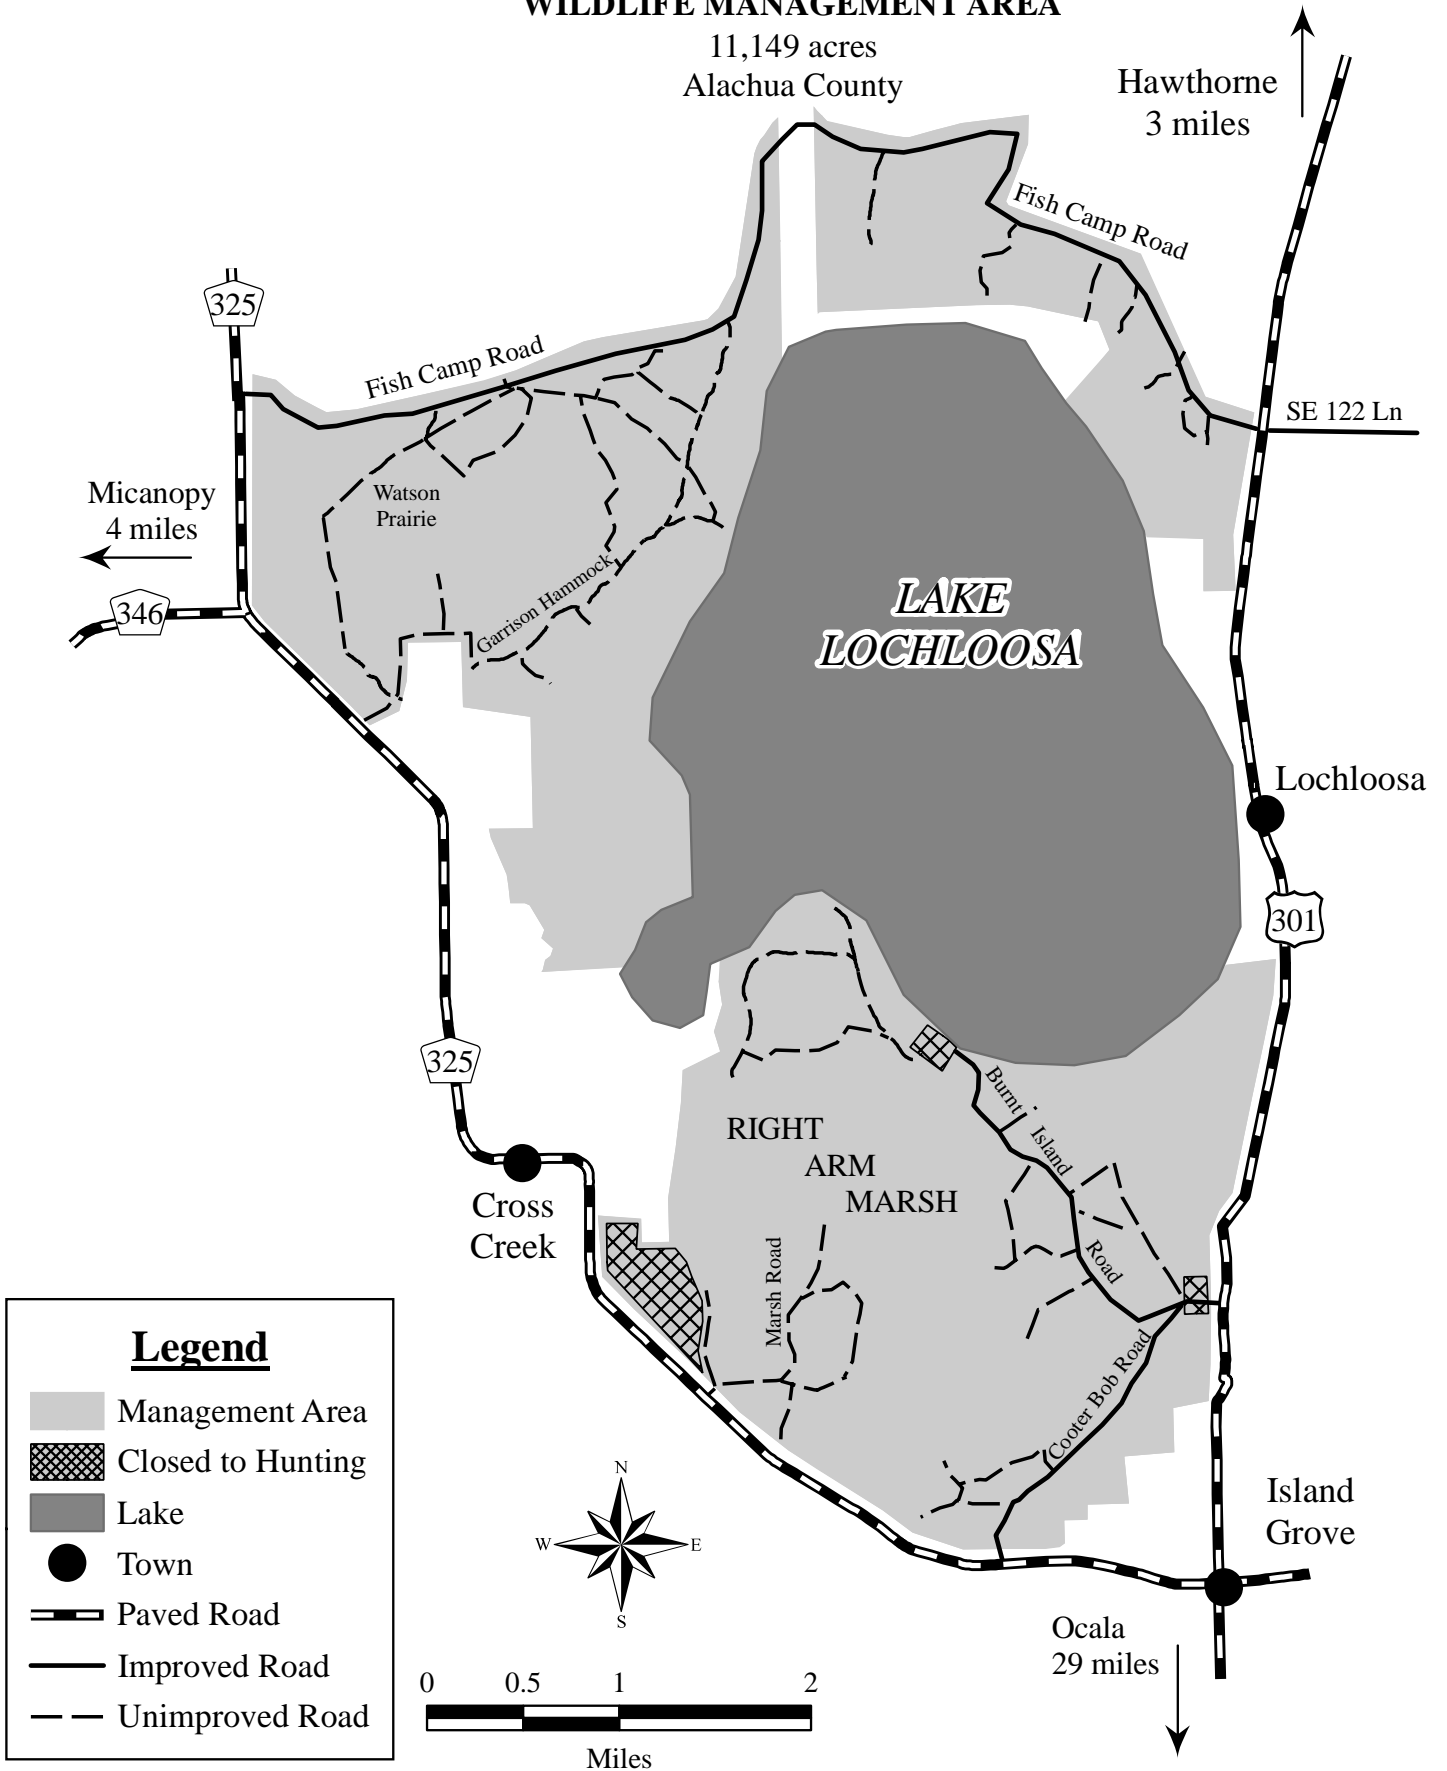 WILDLIFE MANAGEMENT AREA
11,149 acres
Alachua County
Hawthorne
3 miles
Fish Camp Road
325
Fish Camp Road
SE 122 Ln
Micanopy
4 miles
Watson
Prairie
346
Garrison Hammock
LAKE
LOCHLOOSA
Lochloosa
301
325
Burnt
Island
Road
RIGHT
ARM
MARSH
Cross
Creek
Marsh Road
Cooter Bob Road
Legend
Management Area
Closed to Hunting
Lake
Town
Paved Road
Improved Road
Unimproved Road
N
W
E
S
Island
Grove
Ocala
29 miles
0 0.5 1 2
Miles